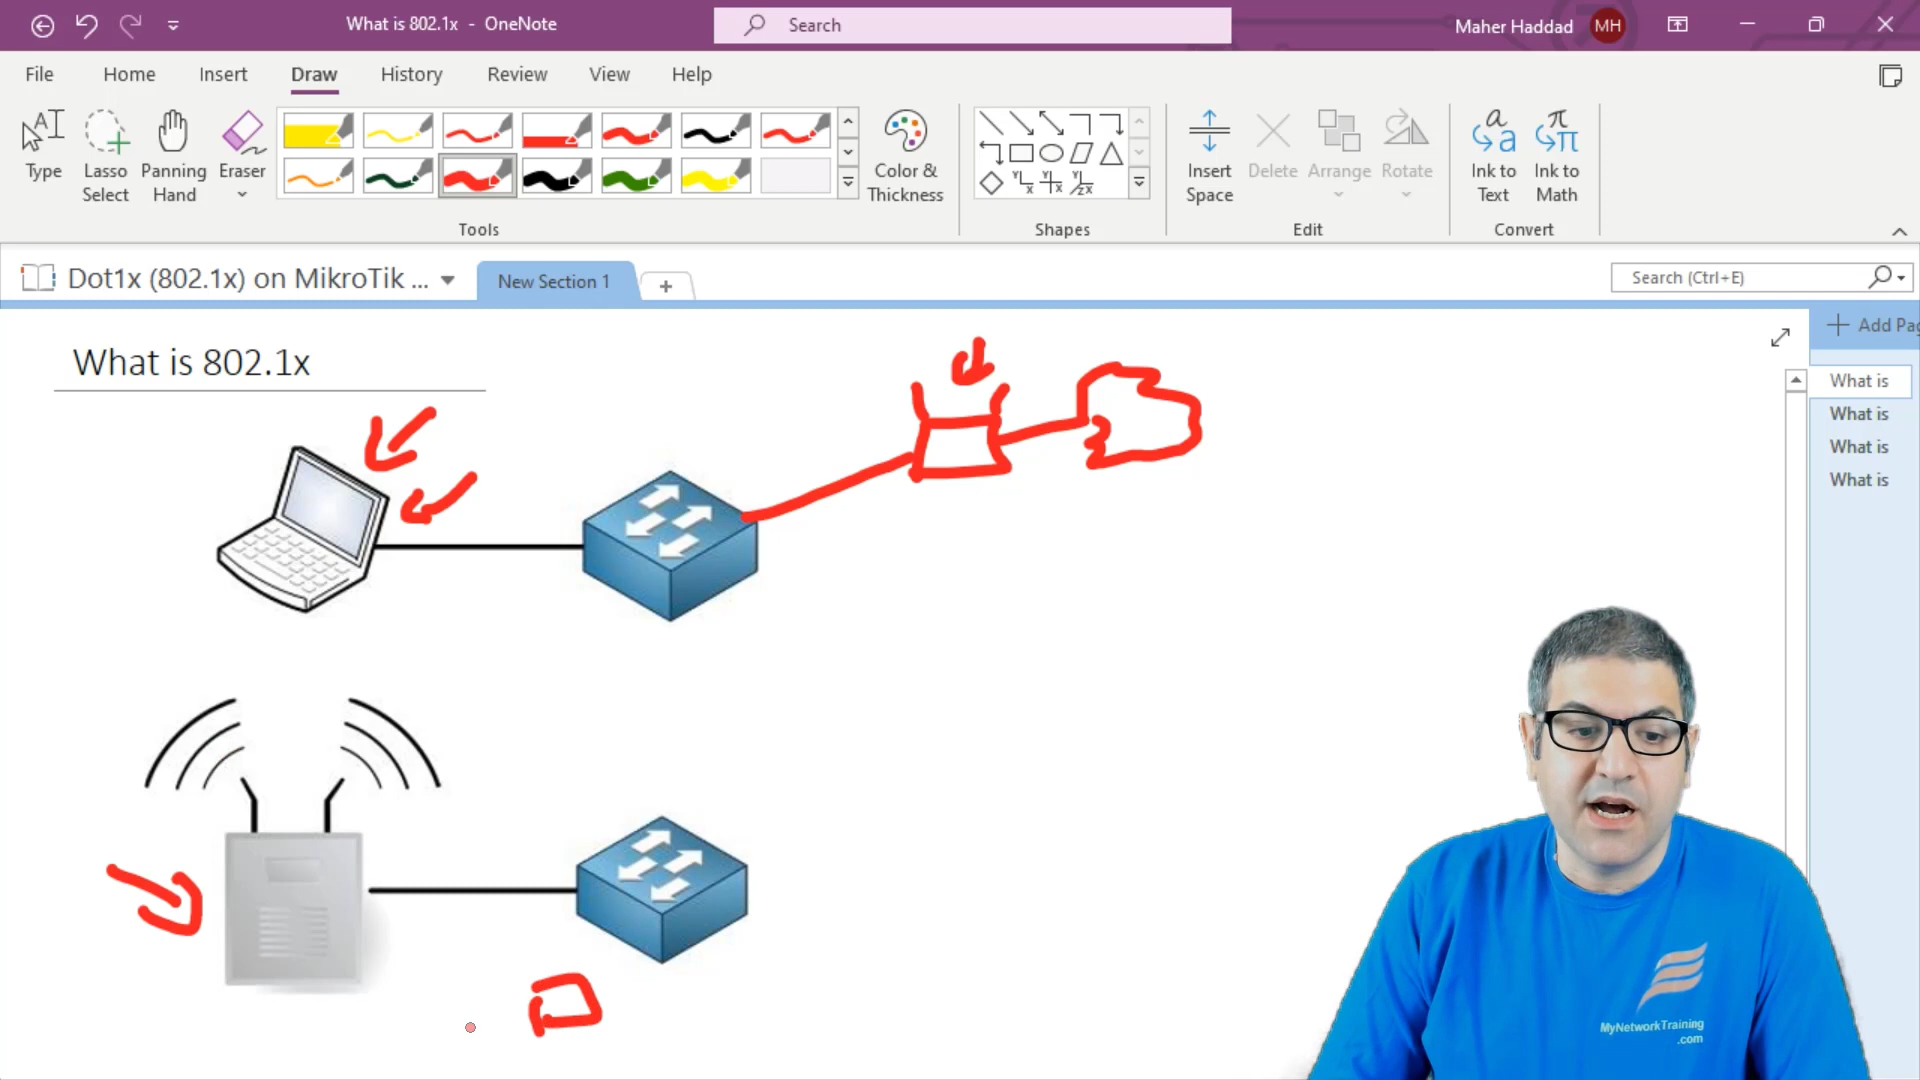 What is 802.1x - OneNote
Search
Maher Haddad
MH
File
Home
Insert
Draw
History
Review
View
Help
Type
Lasso
Select
Panning
Hand
Eraser
Color &
Thickness
Insert
Space
Delete
Arrange
Rotate
Ink to
Text
Ink to
Math
Tools
Shapes
Edit
Convert
Dot1x (802.1x) on MikroTik ...
New Section 1
Search (Ctrl+E)
Add Pag
What is 802.1x
What is
What is
What is
What is
MyNetworkTraining
.com